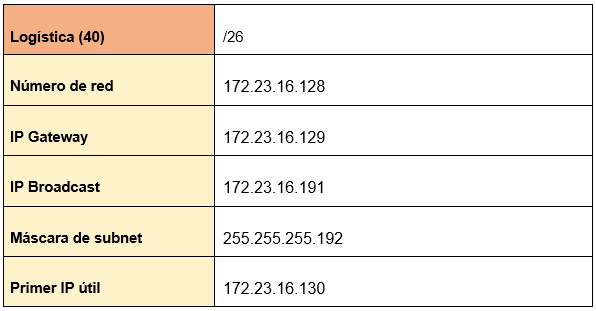 Logística (40) /26
Número de red 172.23.16.128
IP Gateway 172.23.16.129
IP Broadcast 172.23.16.191
Máscara de subnet 255.255.255.192
Primer IP útil 172.23.16.130